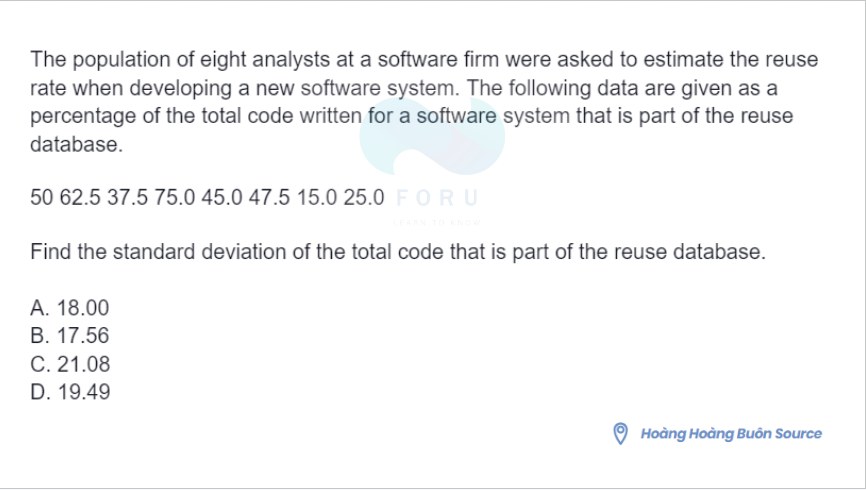 The population of eight analysts at a software firm were asked to estimate the reuse
rate when developing a new software system. The following data are given as a
percentage of the total code written for a software system that is part of the reuse
database.
50 62.5 37.5 75.0 45.0 47.5 15.0 25.0 FORU
Find the standard deviation of the total code that is part of the reuse database.
A. 18.00
B. 17.56
C. 21.08
D. 19.49
Hoàng Hoàng Buôn Source